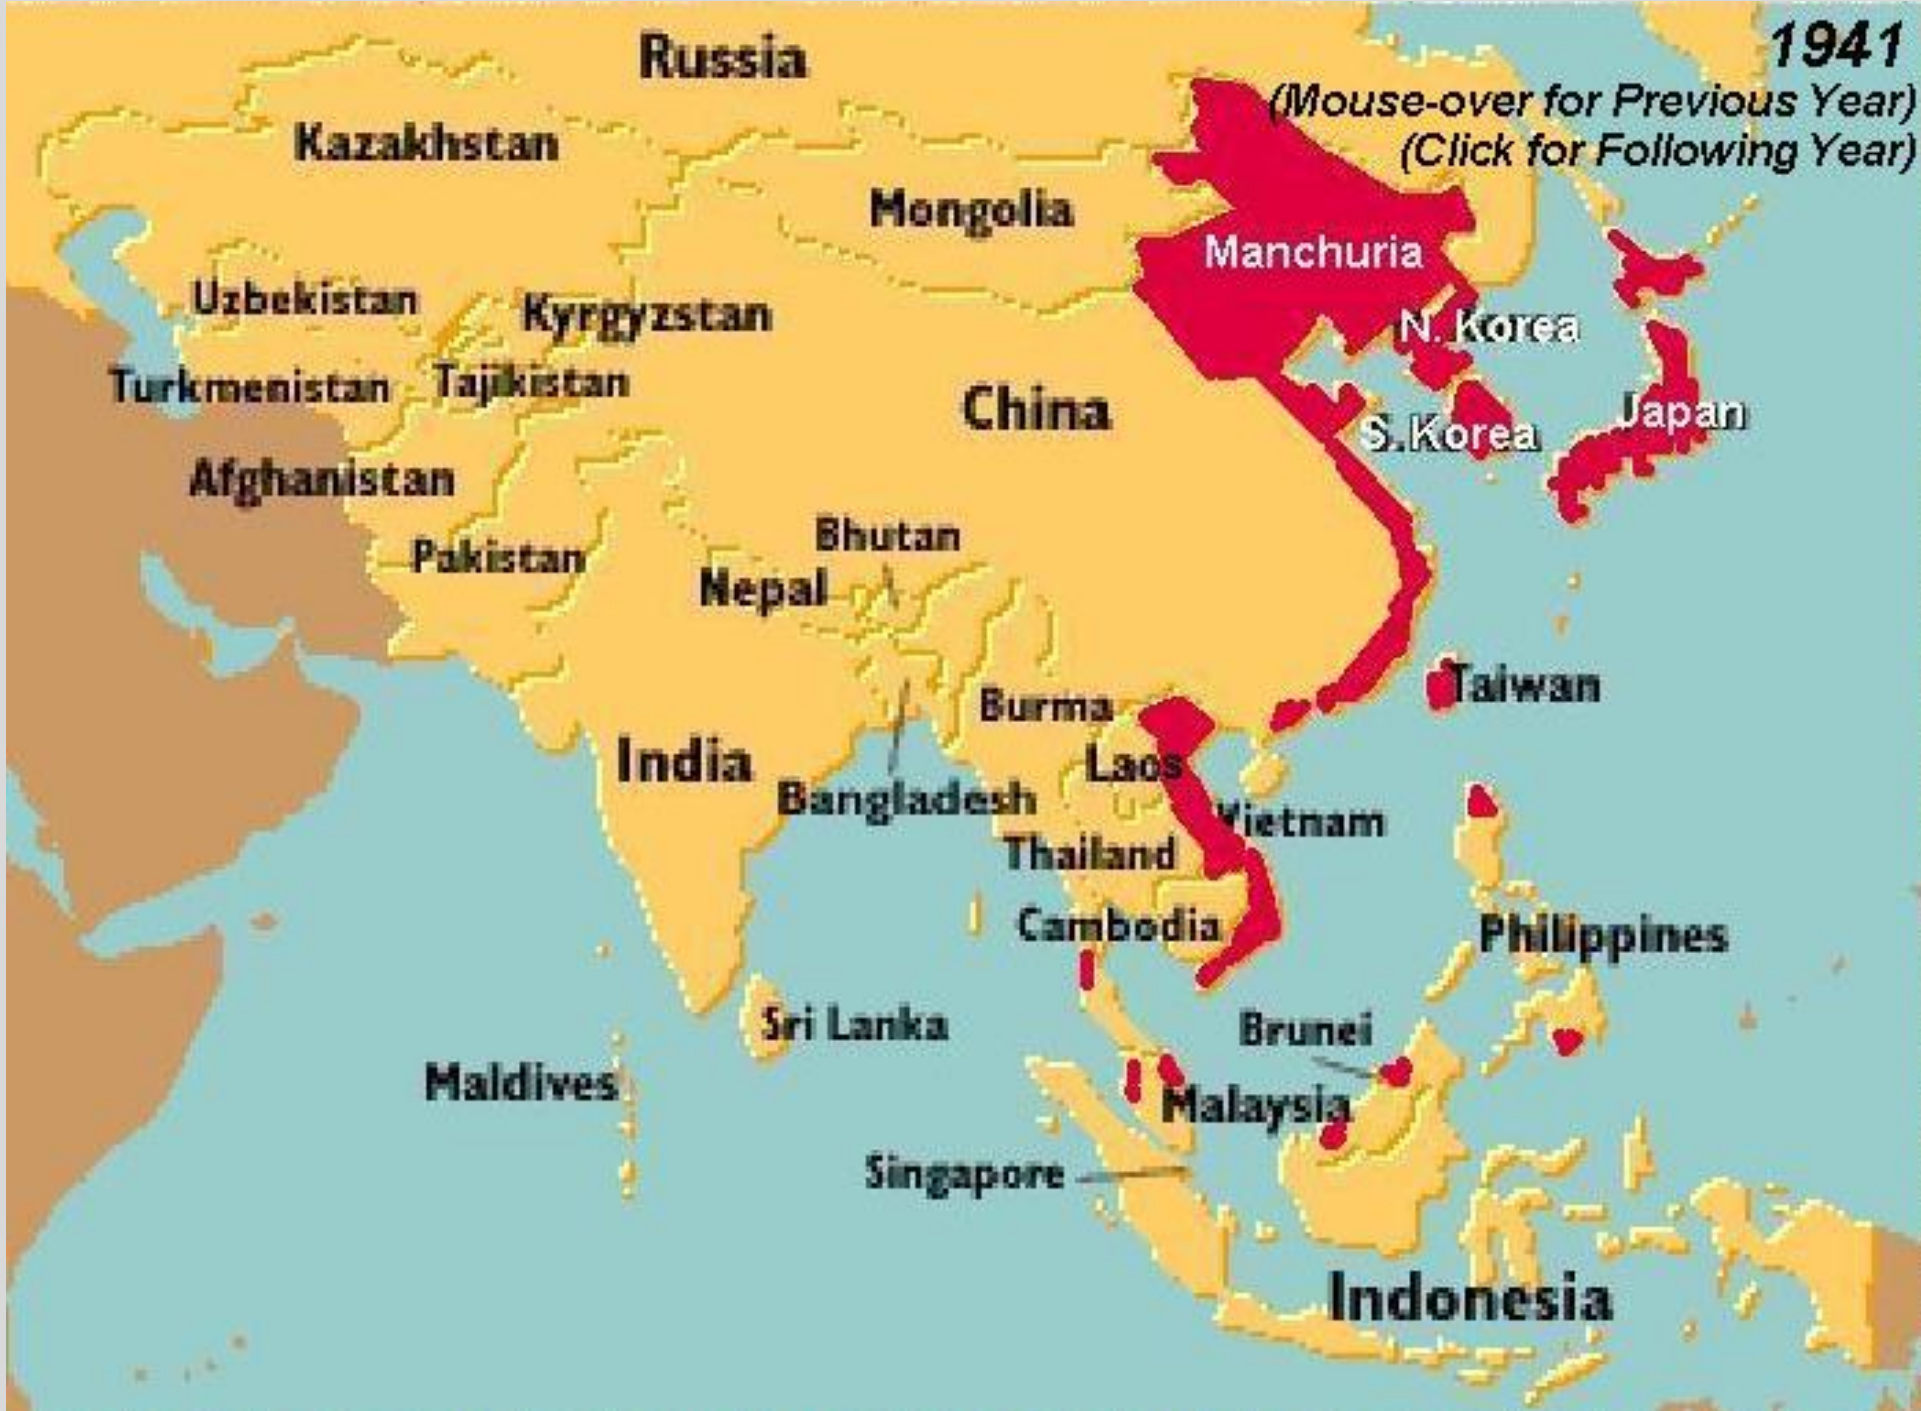 1941
(Mouse-over for Previous Year)
(Click for Following Year)
Russia
Kazakhstan
Mongolia
Manchuria
Uzbekistan
Kyrgyzstan
N. Korea
Turkmenistan
Tajikistan
China
Japan
S.Korea
Afghanistan
Bhutan
Pakistan
Nepal
Taiwan
Burma
India
Laos
Bangladesh
Vietnam
Thailand
Cambodia
Philippines
Sri Lanka
Brunei
Maldives
Malaysia
Singapore
Indonesia